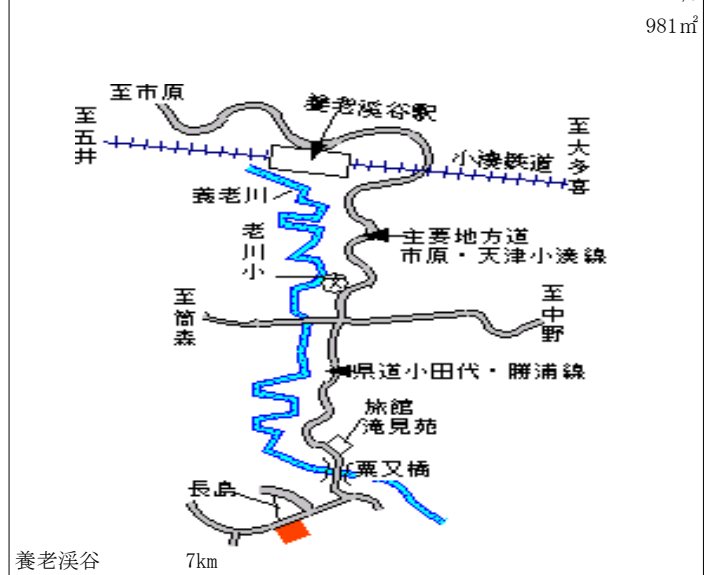 981㎡
至市原
養老渓谷駅
至五井
小湊鉄道
至大多喜
養老川
老川小
文
主要地方道
市原・天津小湊線
至筒森
至中野
県道小田代・勝浦線
旅館
滝見苑
粟又橋
長島
養老渓谷 7km